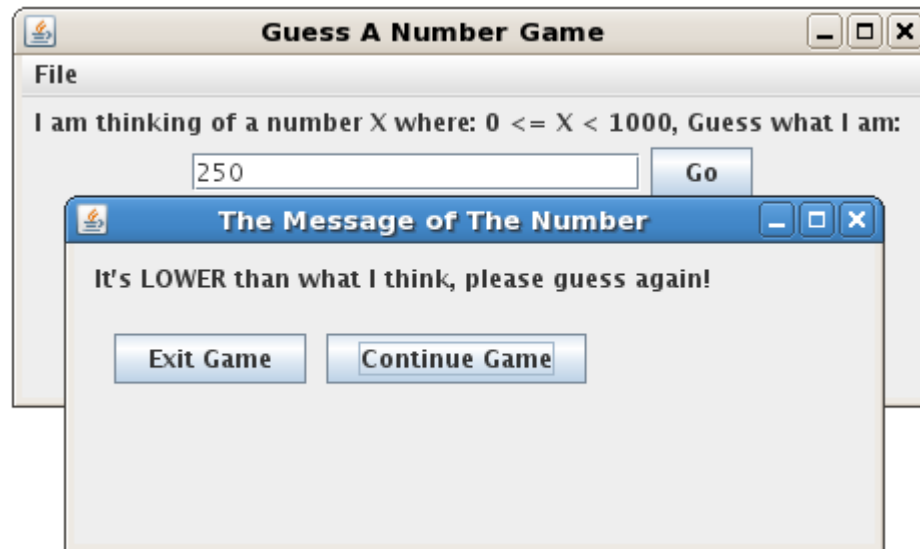 Guess A Number Game
File
I am thinking of a number X where: 0 <= X < 1000, Guess what I am:
250 Go
The Message of The Number
It's LOWER than what I think, please guess again!
Exit Game Continue Game